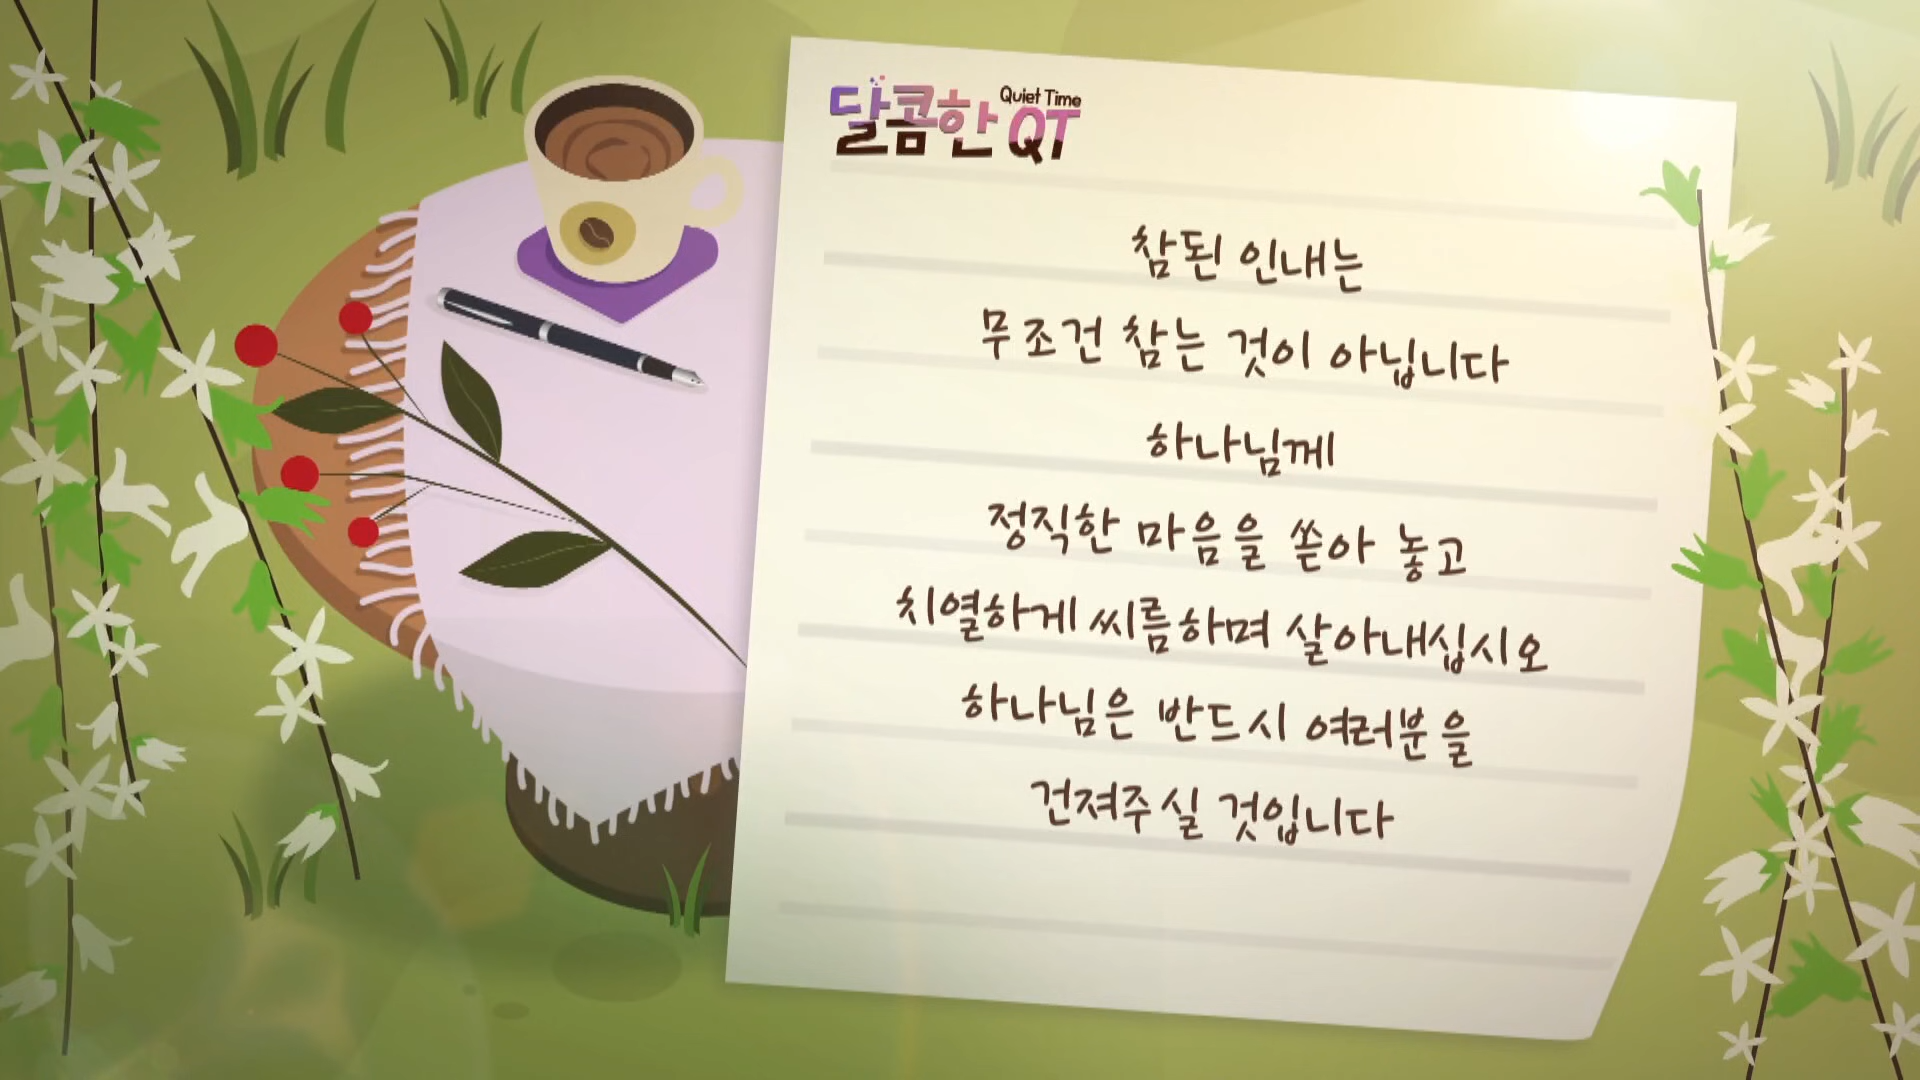 달콤한 QT
Quiet Time
참된 인내는
무조건 참는 것이 아닙니다
하나님께
정직한 마음을 쏟아 놓고
치열하게 씨름하며 살아내십시오
하나님은 반드시 여러분을
건져주실 것입니다